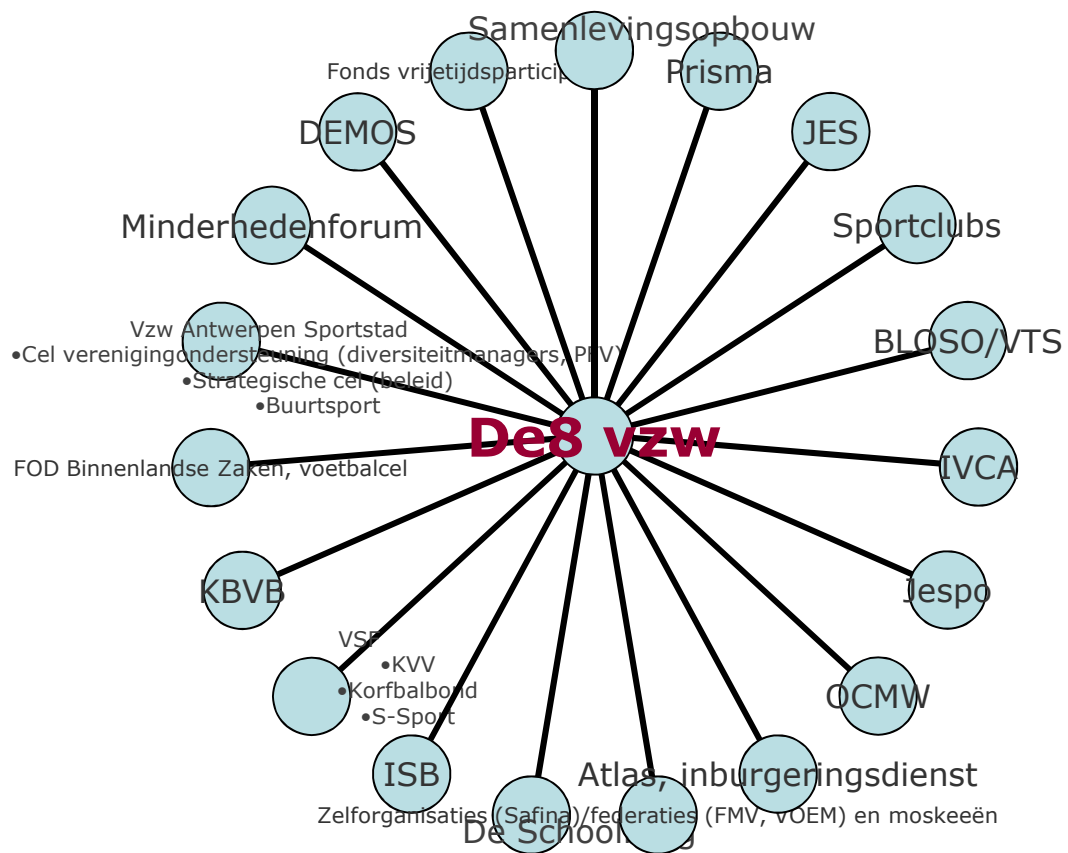 Samenlevingsopbouw
Fonds vrijetijdsparticip
Prisma
DEMOS
JES
Minderhedenforum
Sportclubs
Vzw Antwerpen Sportstad
•Cel verenigingondersteuning (diversiteitmanagers, PFV)
•Strategische cel (beleid)
•Buurtsport
BLOSO/VTS
De8 vzw
FOD Binnenlandse Zaken, voetbalcel
IVCA
KBVB
Jespo
VSF
•KVV
•Korfbalbond
•S-Sport
OCMW
ISB
Atlas, inburgeringsdienst
Zelforganisaties (Safina)/federaties (FMV, VOEM) en moskeeën
De